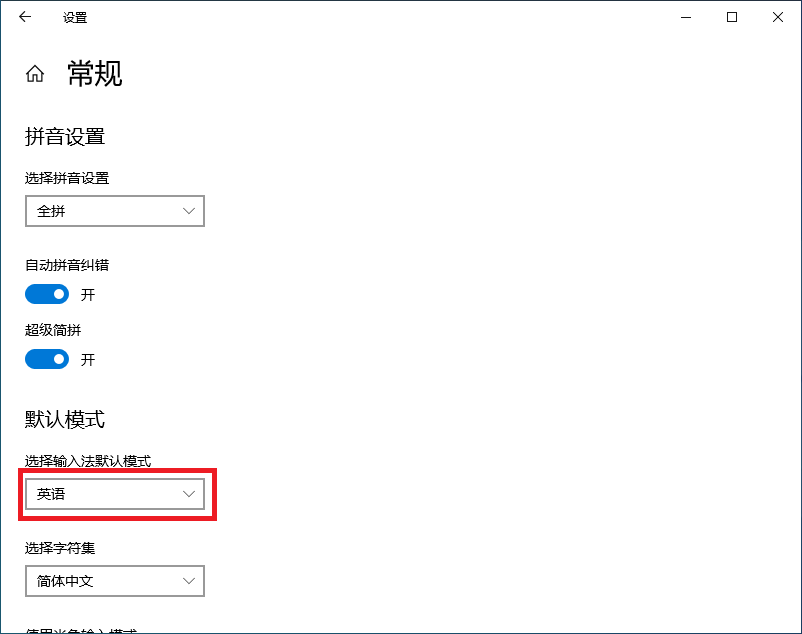 设置
常规
拼音设置
选择拼音设置
全拼
自动拼音纠错
开
超级简拼
开
默认模式
选择输入法默认模式
英语
选择字符集
简体中文